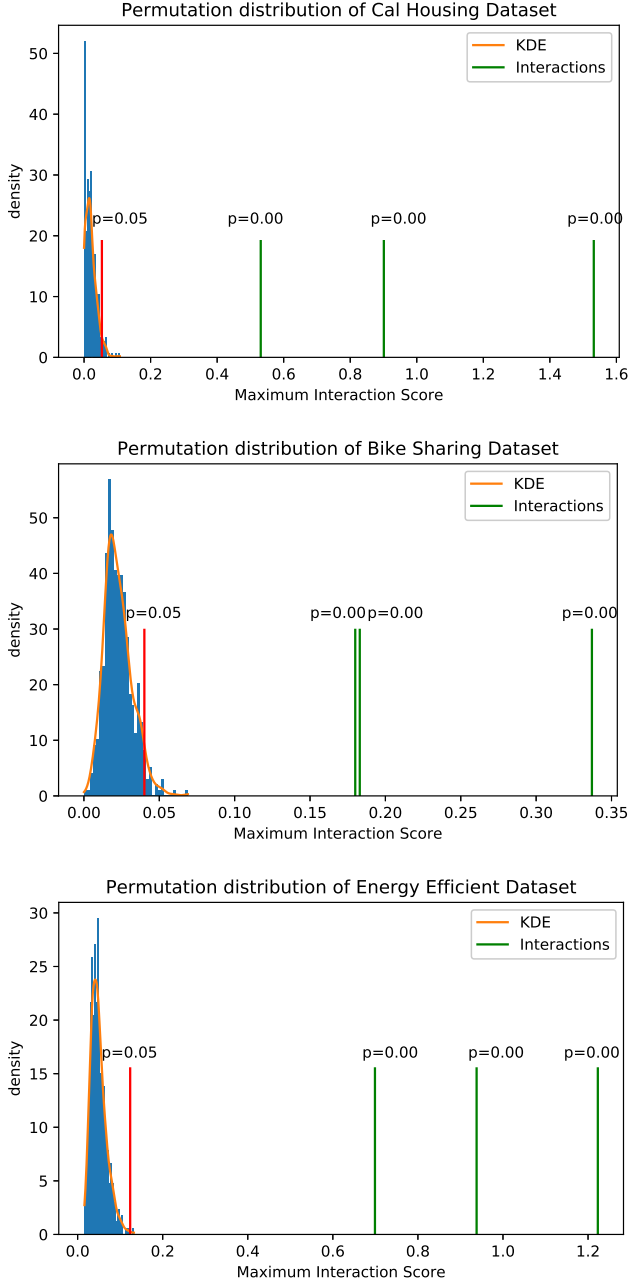 Permutation distribution of Cal Housing Dataset
50
40
30
20
10
0
density
KDE
Interactions
p=0.05
p=0.00
p=0.00
p=0.00
0.0 0.2 0.4 0.6 0.8 1.0 1.2 1.4 1.6
Maximum Interaction Score
Permutation distribution of Bike Sharing Dataset
50
40
30
20
10
0
density
KDE
Interactions
p=0.05
p=0.00
p=0.00
p=0.00
0.00 0.05 0.10 0.15 0.20 0.25 0.30 0.35
Maximum Interaction Score
Permutation distribution of Energy Efficient Dataset
30
25
20
15
10
5
0
density
KDE
Interactions
p=0.05
p=0.00
p=0.00
p=0.00
0.0 0.2 0.4 0.6 0.8 1.0 1.2
Maximum Interaction Score